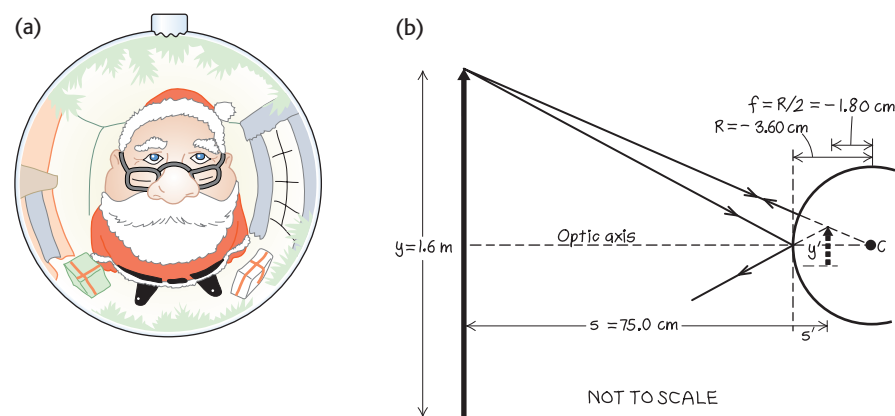 (a)
(b)
f = R/2 = -1.80 cm
R = -3.60 cm
y = 1.6 m
Optic axis
y'
C
s = 75.0 cm
s'
NOT TO SCALE